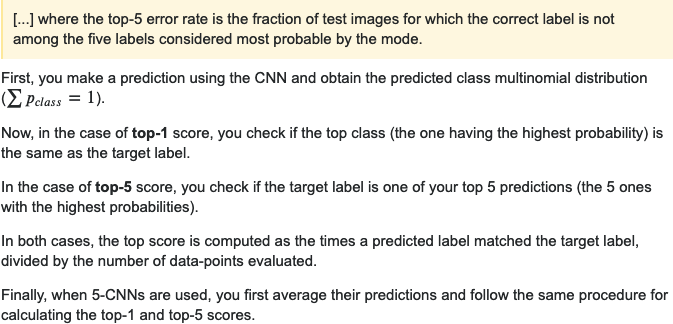 [...] where the top-5 error rate is the fraction of test images for which the correct label is not
among the five labels considered most probable by the mode.
First, you make a prediction using the CNN and obtain the predicted class multinomial distribution
(∑ p_class = 1).
Now, in the case of top-1 score, you check if the top class (the one having the highest probability) is
the same as the target label.
In the case of top-5 score, you check if the target label is one of your top 5 predictions (the 5 ones
with the highest probabilities).
In both cases, the top score is computed as the times a predicted label matched the target label,
divided by the number of data-points evaluated.
Finally, when 5-CNNs are used, you first average their predictions and follow the same procedure for
calculating the top-1 and top-5 scores.